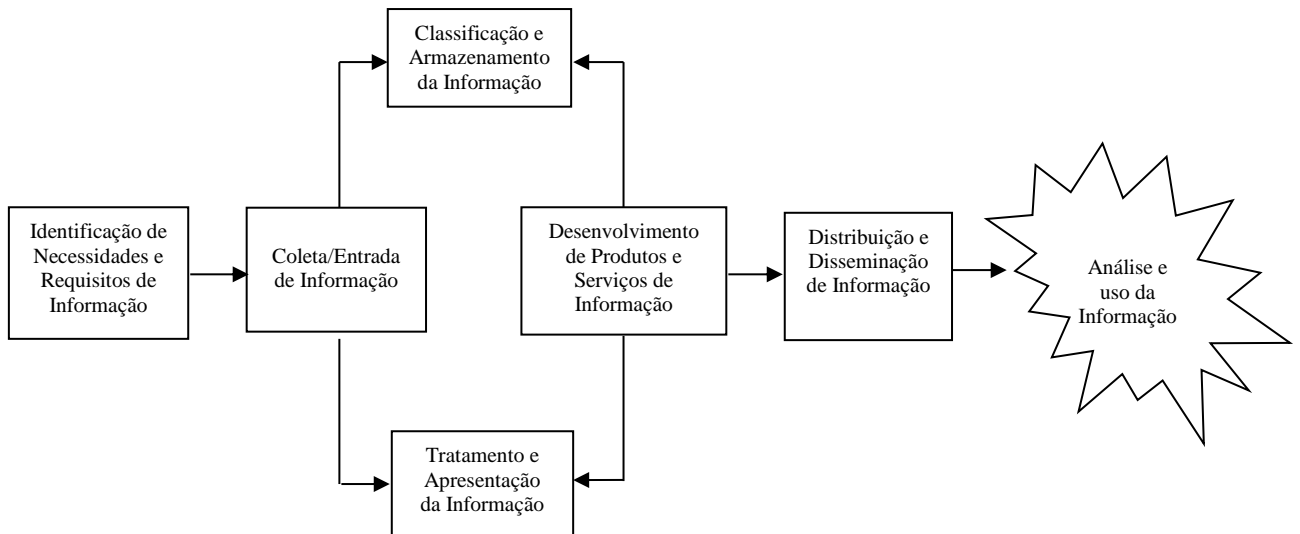 Classificação e
Armazenamento
da Informação
Identificação de
Necessidades e
Requisitos de
Informação
Coleta/Entrada
de Informação
Desenvolvimento
de Produtos e
Serviços de
Informação
Distribuição e
Disseminação
de Informação
Análise e
uso da
Informação
Tratamento e
Apresentação
da Informação